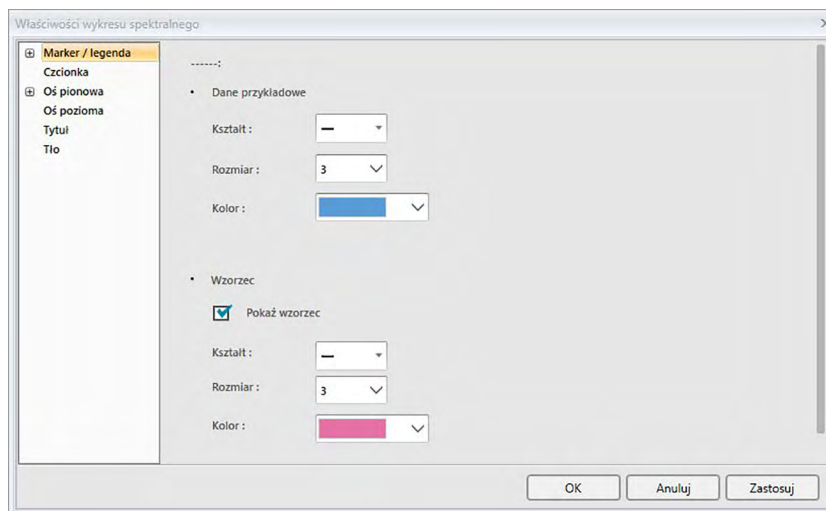 Właściwości wykresu spektralnego
Marker / legenda
Czcionka
Oś pionowa
Oś pozioma
Tytuł
Tło
------:
• Dane przykładowe
Kształt :
Rozmiar : 3
Kolor :
• Wzorzec
Pokaż wzorzec
Kształt :
Rozmiar : 3
Kolor :
OK Anuluj Zastosuj